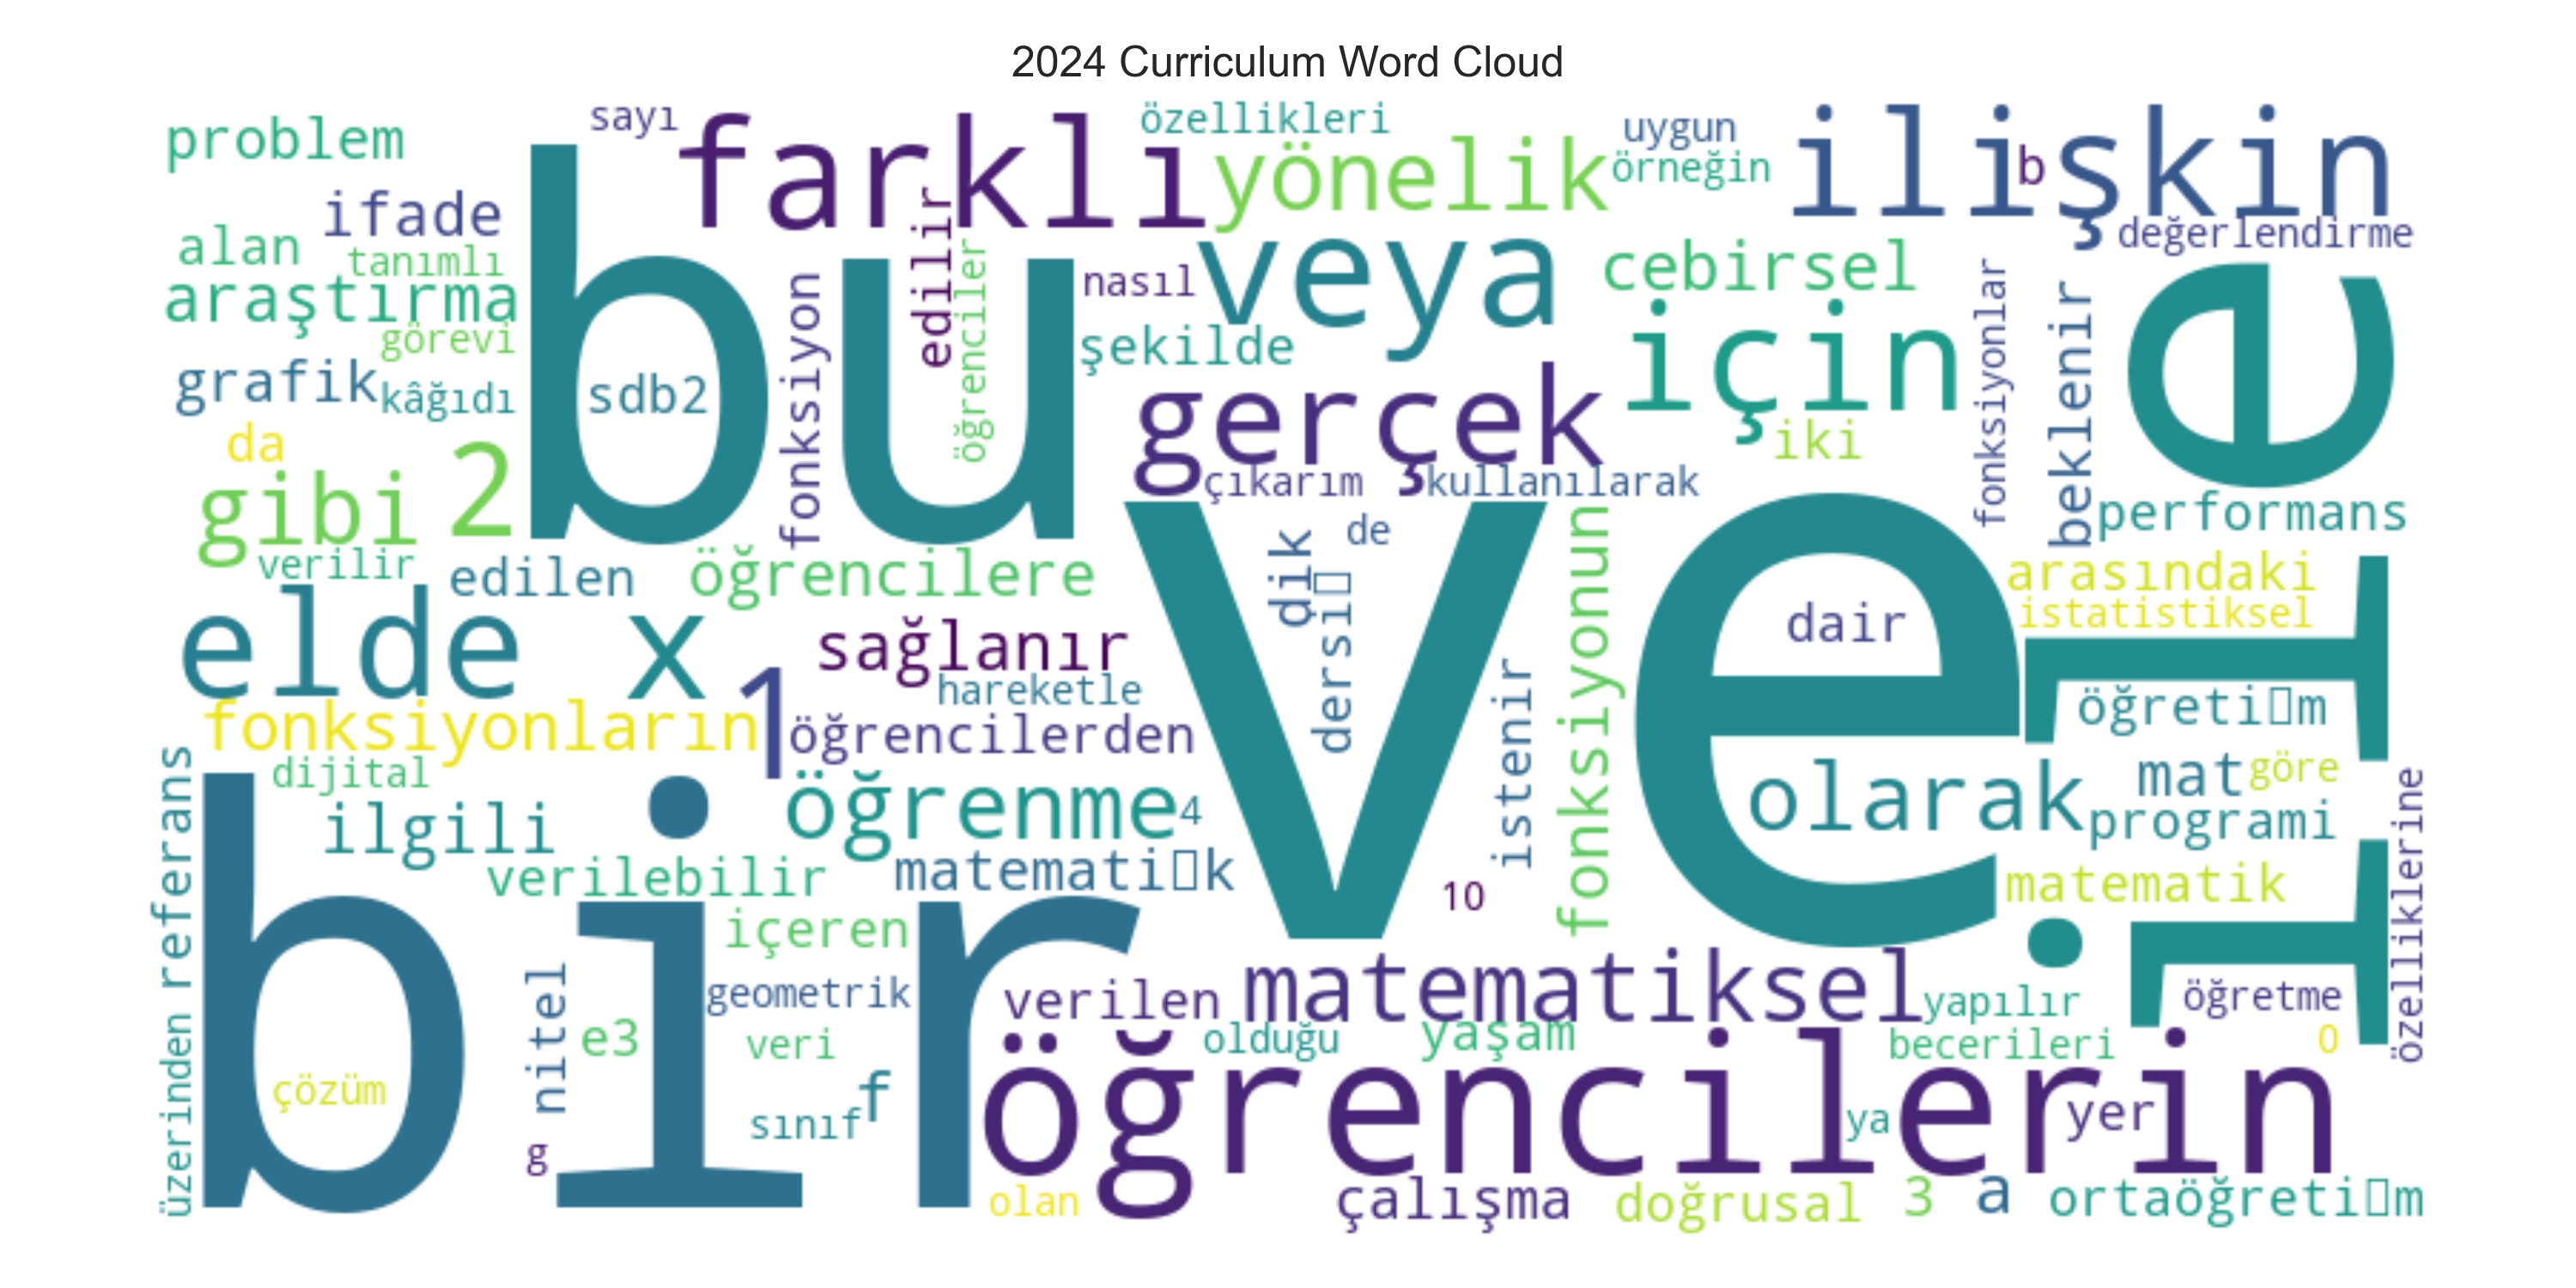 2024 Curriculum Word Cloud
problem
sayı
farklı
özellikleri
yönelik
uygun
örneğin
ilişkin
b
değerlendirme
ifade
alan
tanımlı
araştırma
görevi
grafik
kâğıdı
da
gibi
2
bu
sdb2
fonksiyon
edilir
öğrenciler
nasıl
veya
şekilde
cebirsel
için
iki
gerçek
çıkarım
kullanılarak
fonksiyonlar
beklenir
performans
verilir
edilen
öğrencilere
elde
x
1
sağlanır
hareketle
öğrencilerden
fonksiyonların
ve
dik
de
dersi̇
istenir
fonksiyonun
dair
arasındaki
istatistiksel
ile
öğreti̇m
mat
göre
programi
olarak
matematik
10
özelliklerine
üzerinden
referans
dijital
ilgili
verilebilir
öğrenme
4
matemati̇k
bir
içeren
geometrik
nitel
e3
veri
çözüm
sınıf
f
g
verilen
matematiksel
yapılır
öğretme
0
olduğu
yaşam
becerileri
öğrencilerin
ya
yer
olan
çalışma
doğrusal
3
a
ortaöğreti̇m